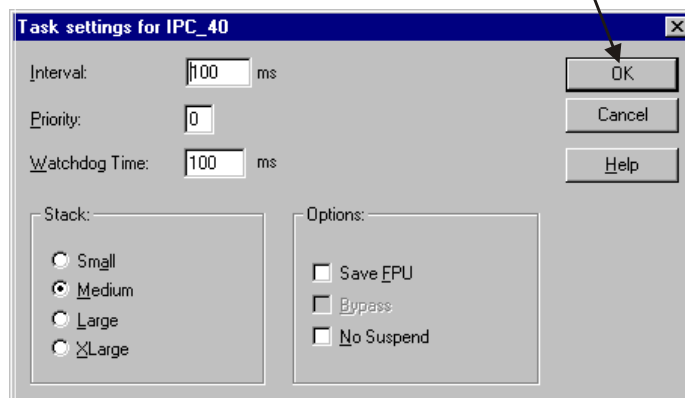 Task settings for IPC_40
Interval: 100 ms
Priority: 0
Watchdog Time: 100 ms
OK
Cancel
Help
Stack:
Small
Medium
Large
XLarge
Options:
Save FPU
Bypass
No Suspend